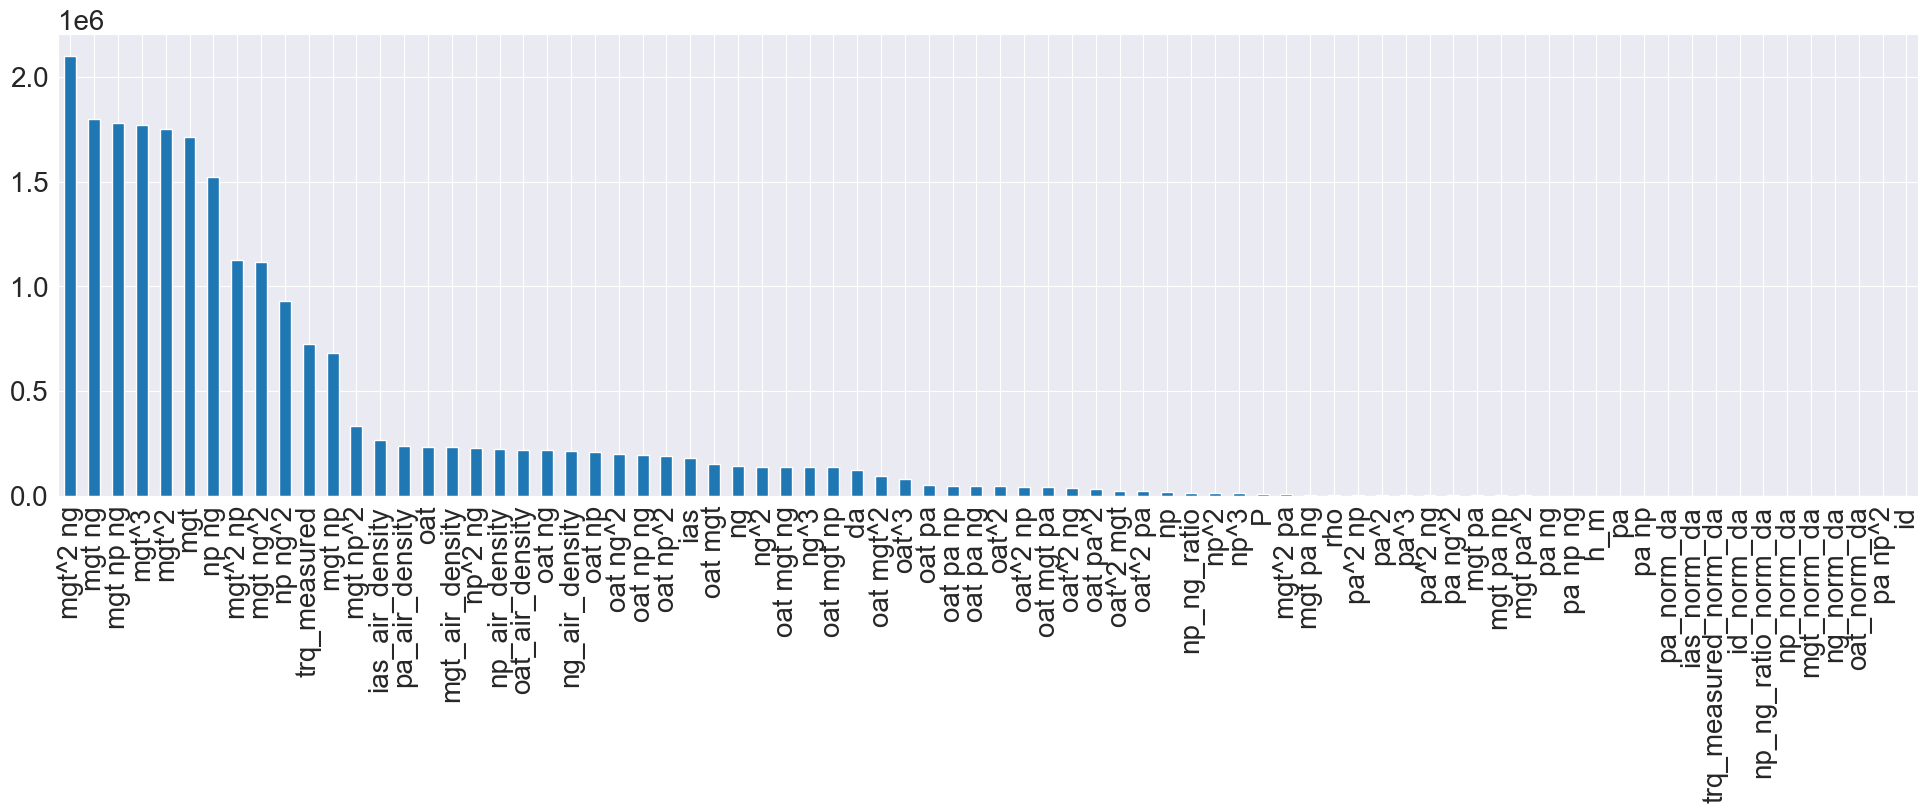 1e6
2.0
1.5
1.0
0.5
0.0
mgt^2 ng
mgt ng
mgt np ng
mgt^3
mgt^2
mgt
np ng
mgt^2 np
mgt ng^2
np ng^2
trq_measured
mgt np
mgt np^2
ias_air_density
pa_air_density
oat
mgt_air_density
np^2 ng
np_air_density
oat_air_density
oat ng
ng_air_density
oat np
oat ng^2
oat np ng
oat np^2
ias
oat mgt
ng
ng^2
oat mgt ng
ng^3
oat mgt np
da
oat mgt^2
oat^3
oat pa
oat pa np
oat pa ng
oat^2
oat^2 np
oat mgt pa
oat^2 ng
oat pa^2
oat^2 mgt
oat^2 pa
np
np_ng_ratio
np^2
np^3
P
mgt^2 pa
mgt pa ng
rho
pa^2 np
pa^2
pa^3
pa^2 ng
pa ng^2
mgt pa
mgt pa np
mgt pa^2
pa ng
pa np ng
h_m
pa
pa np
pa_norm_da
ias_norm_da
trq_measured_norm_da
id_norm_da
np_ng_ratio_norm_da
np_norm_da
mgt_norm_da
ng_norm_da
oat_norm_da
pa np^2
id